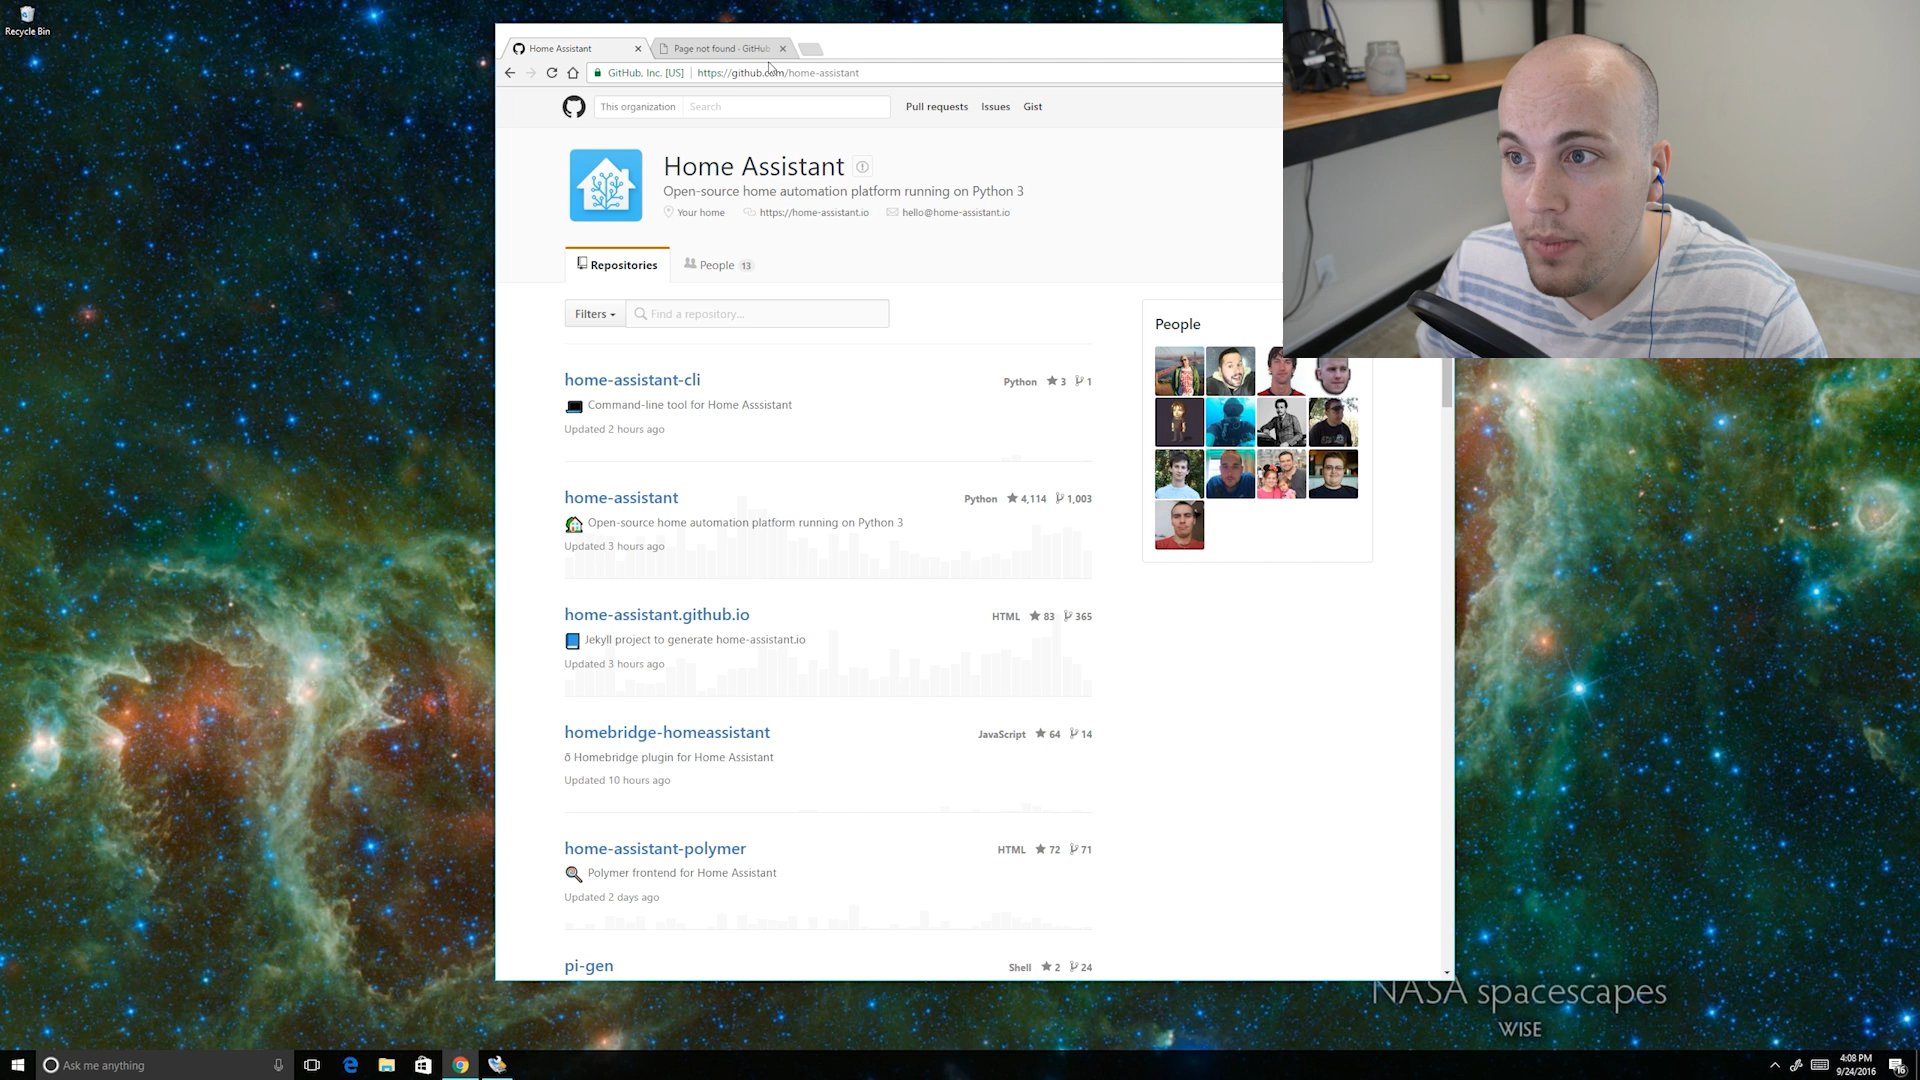 Recycle Bin
Home Assistant
Page not found · GitHub
GitHub, Inc. [US] https://github.com/home-assistant
This organization Search Pull requests Issues Gist
Home Assistant
Open-source home automation platform running on Python 3
Your home https://home-assistant.io hello@home-assistant.io
Repositories People 13
Filters Find a repository...
People
home-assistant-cli Python 3 1
Command-line tool for Home Asssistant
Updated 2 hours ago
home-assistant Python 4,114 1,003
Open-source home automation platform running on Python 3
Updated 3 hours ago
home-assistant.github.io HTML 83 365
Jekyll project to generate home-assistant.io
Updated 3 hours ago
homebridge-homeassistant JavaScript 64 14
ð Homebridge plugin for Home Assistant
Updated 10 hours ago
home-assistant-polymer HTML 72 71
Polymer frontend for Home Assistant
Updated 2 days ago
pi-gen Shell 2 24
NASA spacescapes
WISE
Ask me anything
4:08 PM
9/24/2016
16